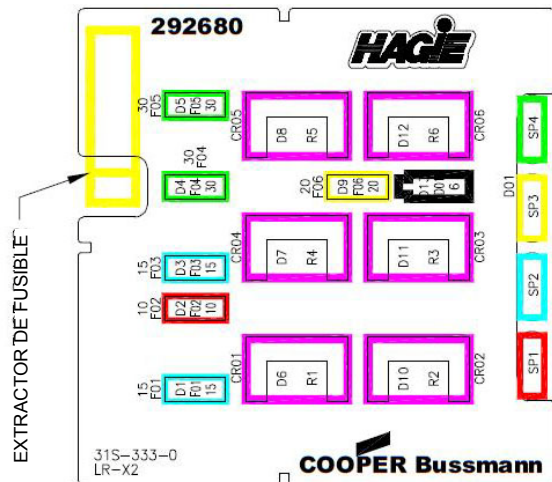 292680
HAGIE
30
F05
D5
F05
30
CR05
D8
R5
D12
R6
CR06
SP4
30
F04
D4
F04
30
20
F06
D9
F06
20
D13
D0
6
D01
SP3
EXTRACTOR DE FUSIBLE
15
F03
D3
F03
15
CR04
D7
R4
D11
R3
CR03
SP2
10
F02
D2
F02
10
15
F01
D1
F01
15
CR01
D6
R1
D10
R2
CR02
SP1
31S-333-0
LR-X2
COOPER Bussmann